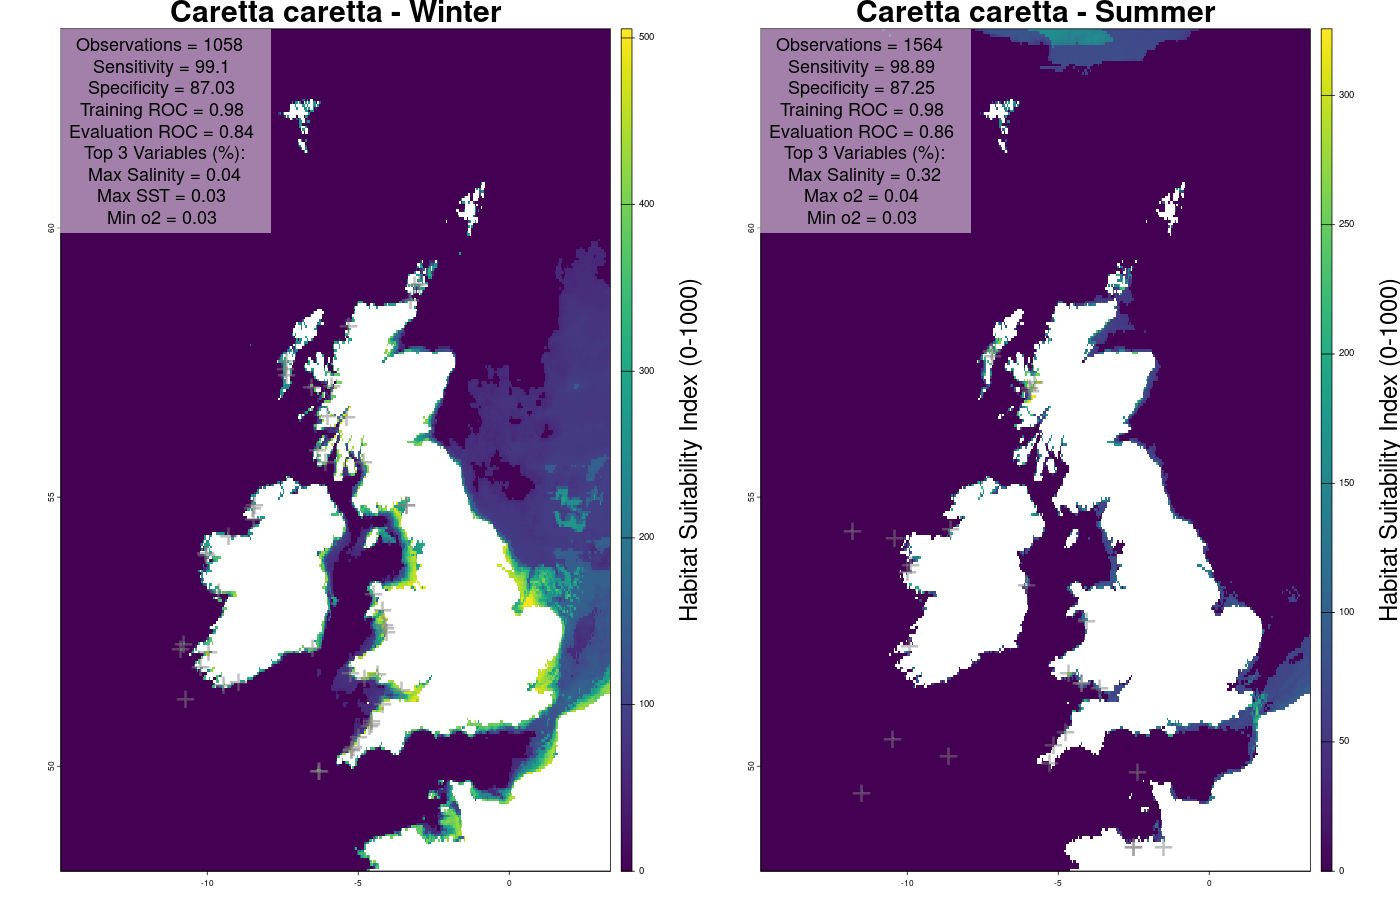 Caretta caretta - Winter
Observations = 1058
Sensitivity = 99.1
Specificity = 87.03
Training ROC = 0.98
Evaluation ROC = 0.84
Top 3 Variables (%):
Max Salinity = 0.04
Max SST = 0.03
Min o2 = 0.03
60
55
50
-10
-5
0
500
400
300
200
100
0
Habitat Suitability Index (0-1000)
Caretta caretta - Summer
Observations = 1564
Sensitivity = 98.89
Specificity = 87.25
Training ROC = 0.98
Evaluation ROC = 0.86
Top 3 Variables (%):
Max Salinity = 0.32
Max o2 = 0.04
Min o2 = 0.03
60
55
50
-10
-5
0
300
250
200
150
100
50
0
Habitat Suitability Index (0-1000)